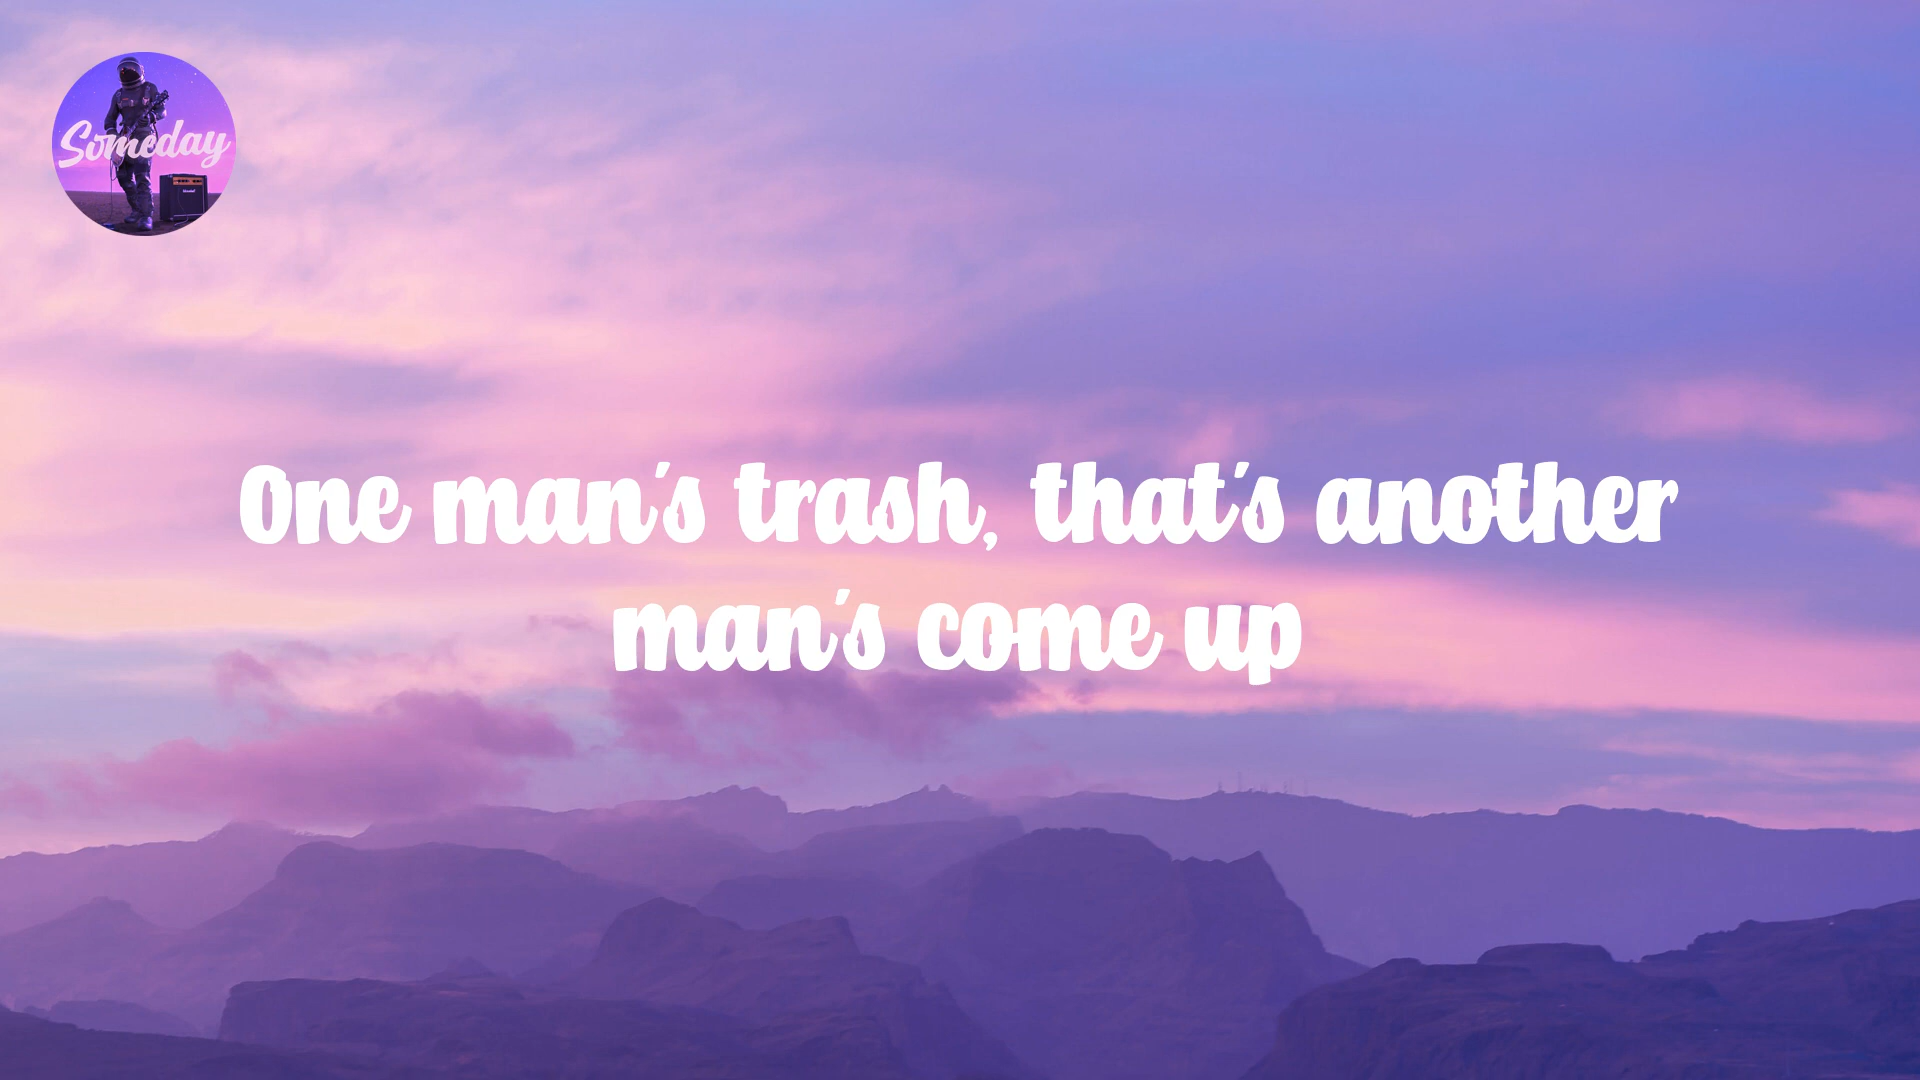 Someday
One man's trash, that's another
man's come up